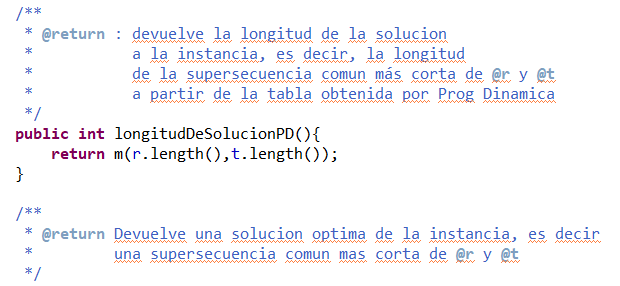 /**
 * @return : devuelve la longitud de la solucion
 *           a la instancia, es decir, la longitud
 *           de la supersecuencia comun más corta de @r y @t
 *           a partir de la tabla obtenida por Prog Dinamica
 */
public int longitudDeSolucionPD(){
    return m(r.length(),t.length());
}
/**
 * @return Devuelve una solucion optima de la instancia, es decir
 *         una supersecuencia comun mas corta de @r y @t
 */